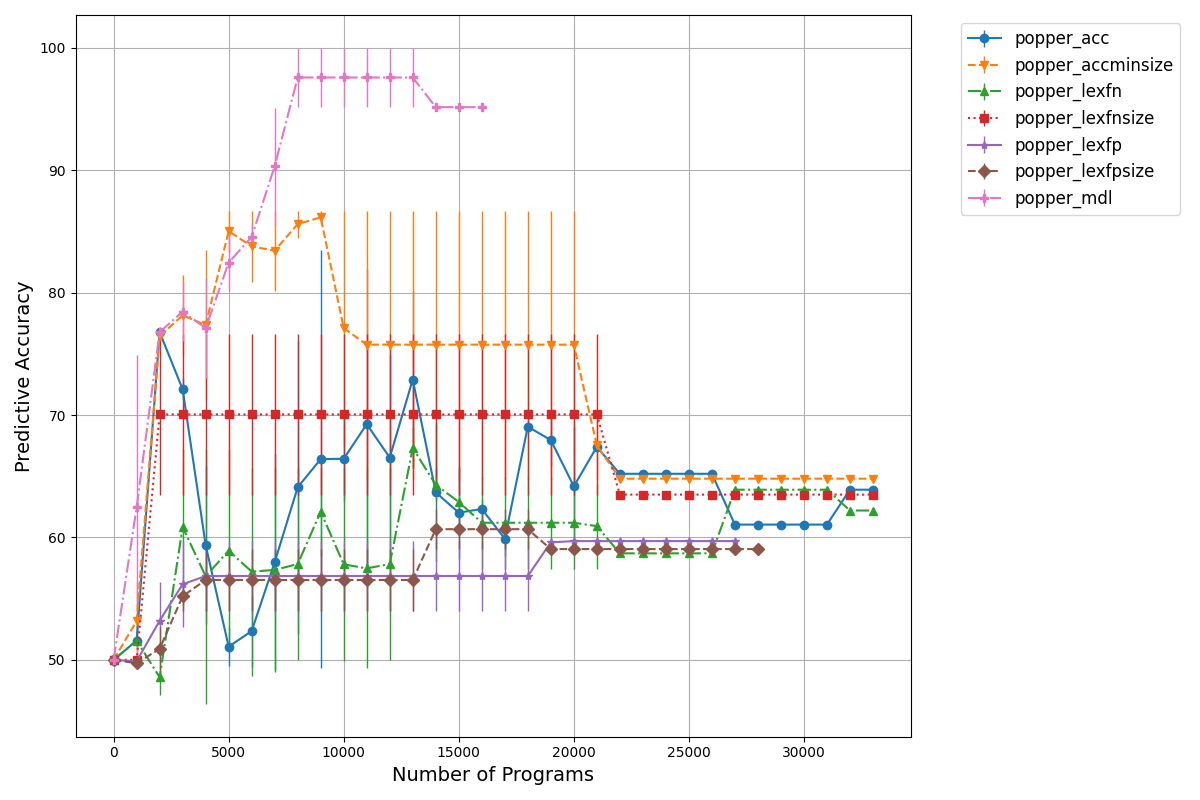 100
90
80
70
60
50
Predictive Accuracy
0 5000 10000 15000 20000 25000 30000
Number of Programs
popper_acc
popper_accminsize
popper_lexfn
popper_lexfnsize
popper_lexfp
popper_lexfpsize
popper_mdl